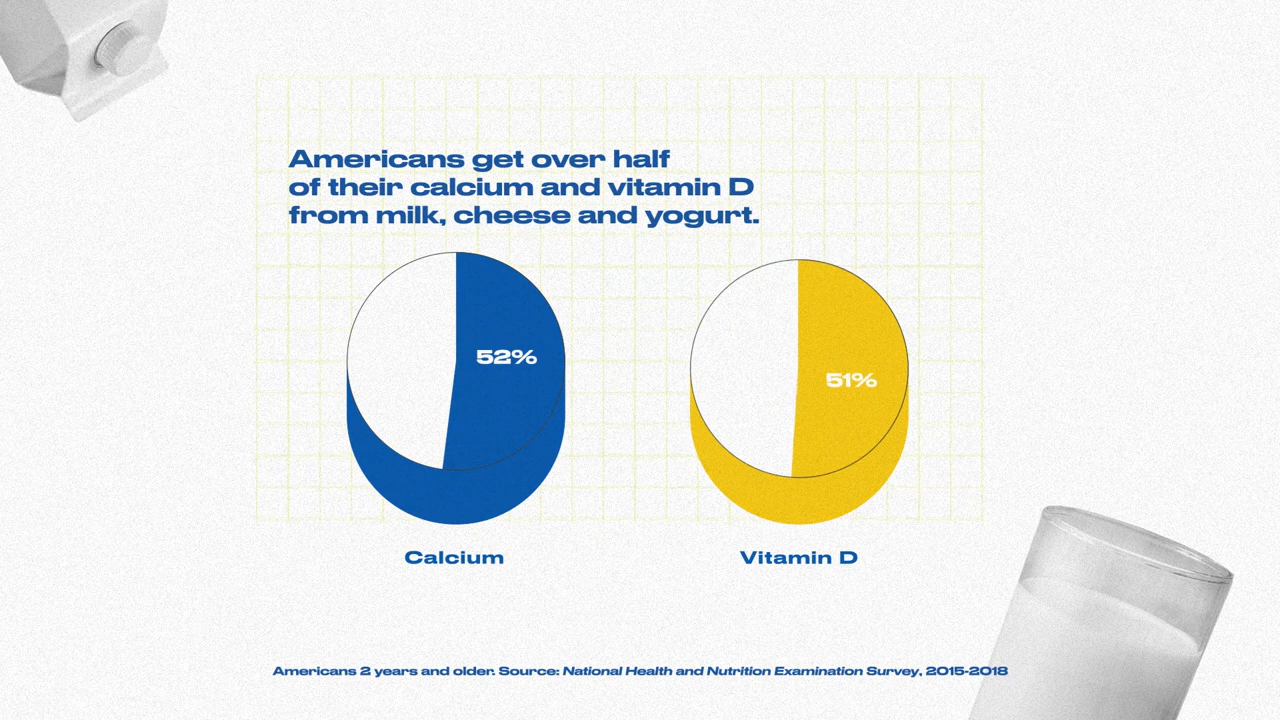 Americans get over half
of their calcium and vitamin D
from milk, cheese and yogurt.
52%
51%
Calcium
Vitamin D
Americans 2 years and older. Source: National Health and Nutrition Examination Survey, 2015-2018